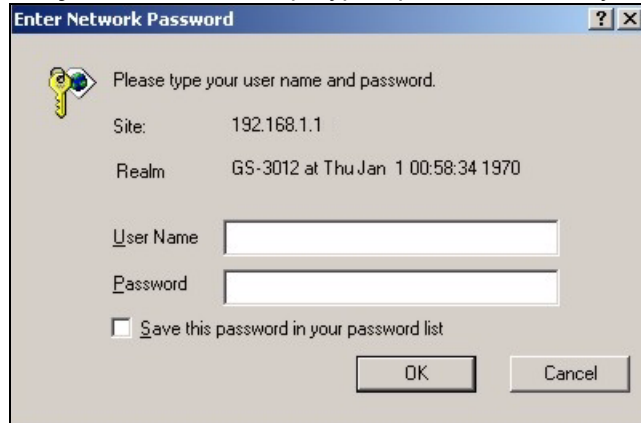 Enter Network Password
Please type your user name and password.
Site: 192.168.1.1
Realm GS-3012 at Thu Jan 1 00:58:34 1970
User Name
Password
Save this password in your password list
OK Cancel